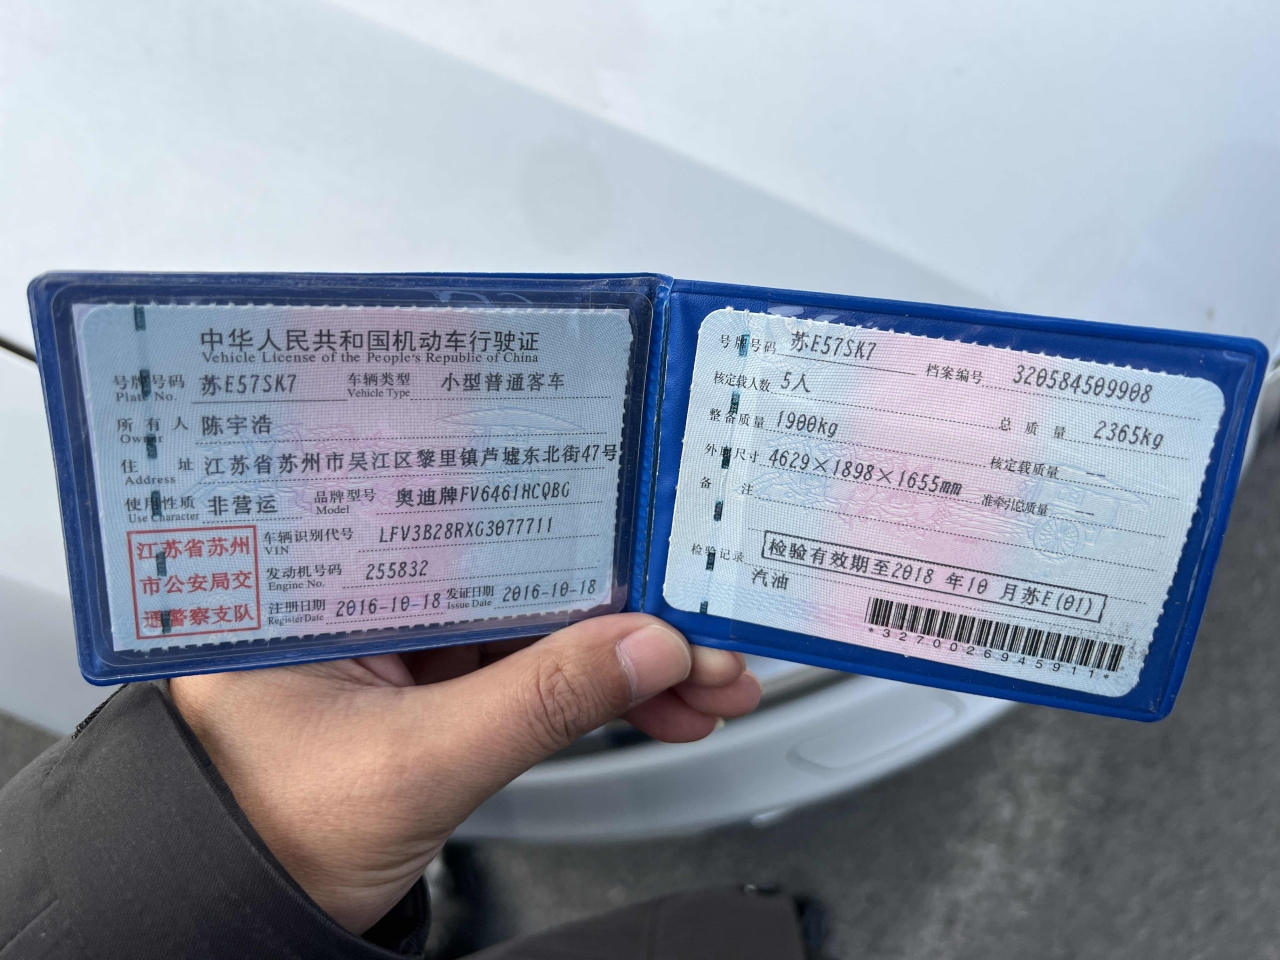 中华人民共和国机动车行驶证
Vehicle License of the People's Republic of China
号牌号码 苏E57SK7 车辆类型 小型普通客车
Plate No. Vehicle Type
所有人 陈宇浩
Owner
住址 江苏省苏州市吴江区黎里镇芦墟东北街47号
Address
使用性质 非营运 品牌型号 奥迪牌FV6461HCQBG
Use Character Model
江苏省苏州
市公安局交
通警察支队
车辆识别代号 LFV3B28RXG3077711
VIN
发动机号码 255832
Engine No.
注册日期 2016-10-18 发证日期 2016-10-18
Register Date Issue Date
号牌号码 苏E57SK7 档案编号 320584509908
核定载人数 5人 总质量 2365kg
整备质量 1900kg 核定载质量 --
外廓尺寸 4629×1898×1655mm 准牵引总质量 --
备注
检验记录 检验有效期至2018年10月苏E(01)
汽油
*3270026945911*